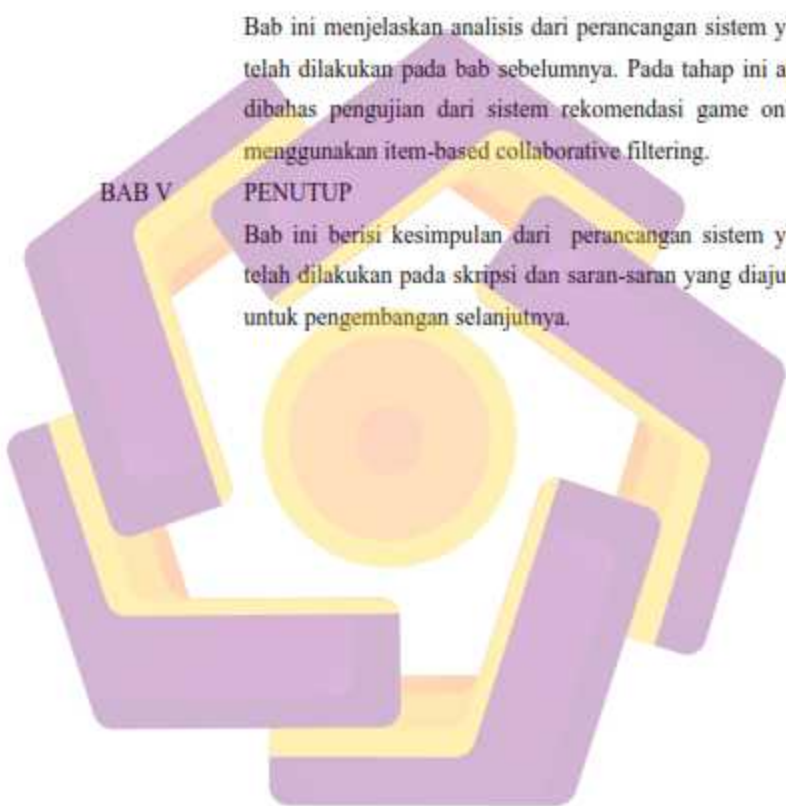 Bab ini menjelaskan analisis dari perancangan sistem y
telah dilakukan pada bab sebelumnya. Pada tahap ini a
dibahas pengujian dari sistem rekomendasi game on
menggunakan item-based collaborative filtering.
BAB V PENUTUP
Bab ini berisi kesimpulan dari perancangan sistem y
telah dilakukan pada skripsi dan saran-saran yang diaju
untuk pengembangan selanjutnya.